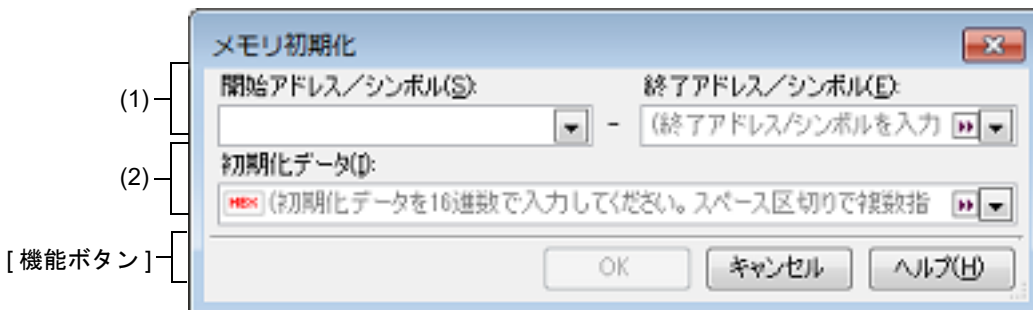 メモリ初期化
(1)
開始アドレス／シンボル(S): 終了アドレス／シンボル(E):
- (終了アドレス/シンボルを入力
(2)
初期化データ(I):
HEX (初期化データを16進数で入力してください。スペース区切りで複数指
[ 機能ボタン ]
OK キャンセル ヘルプ(H)